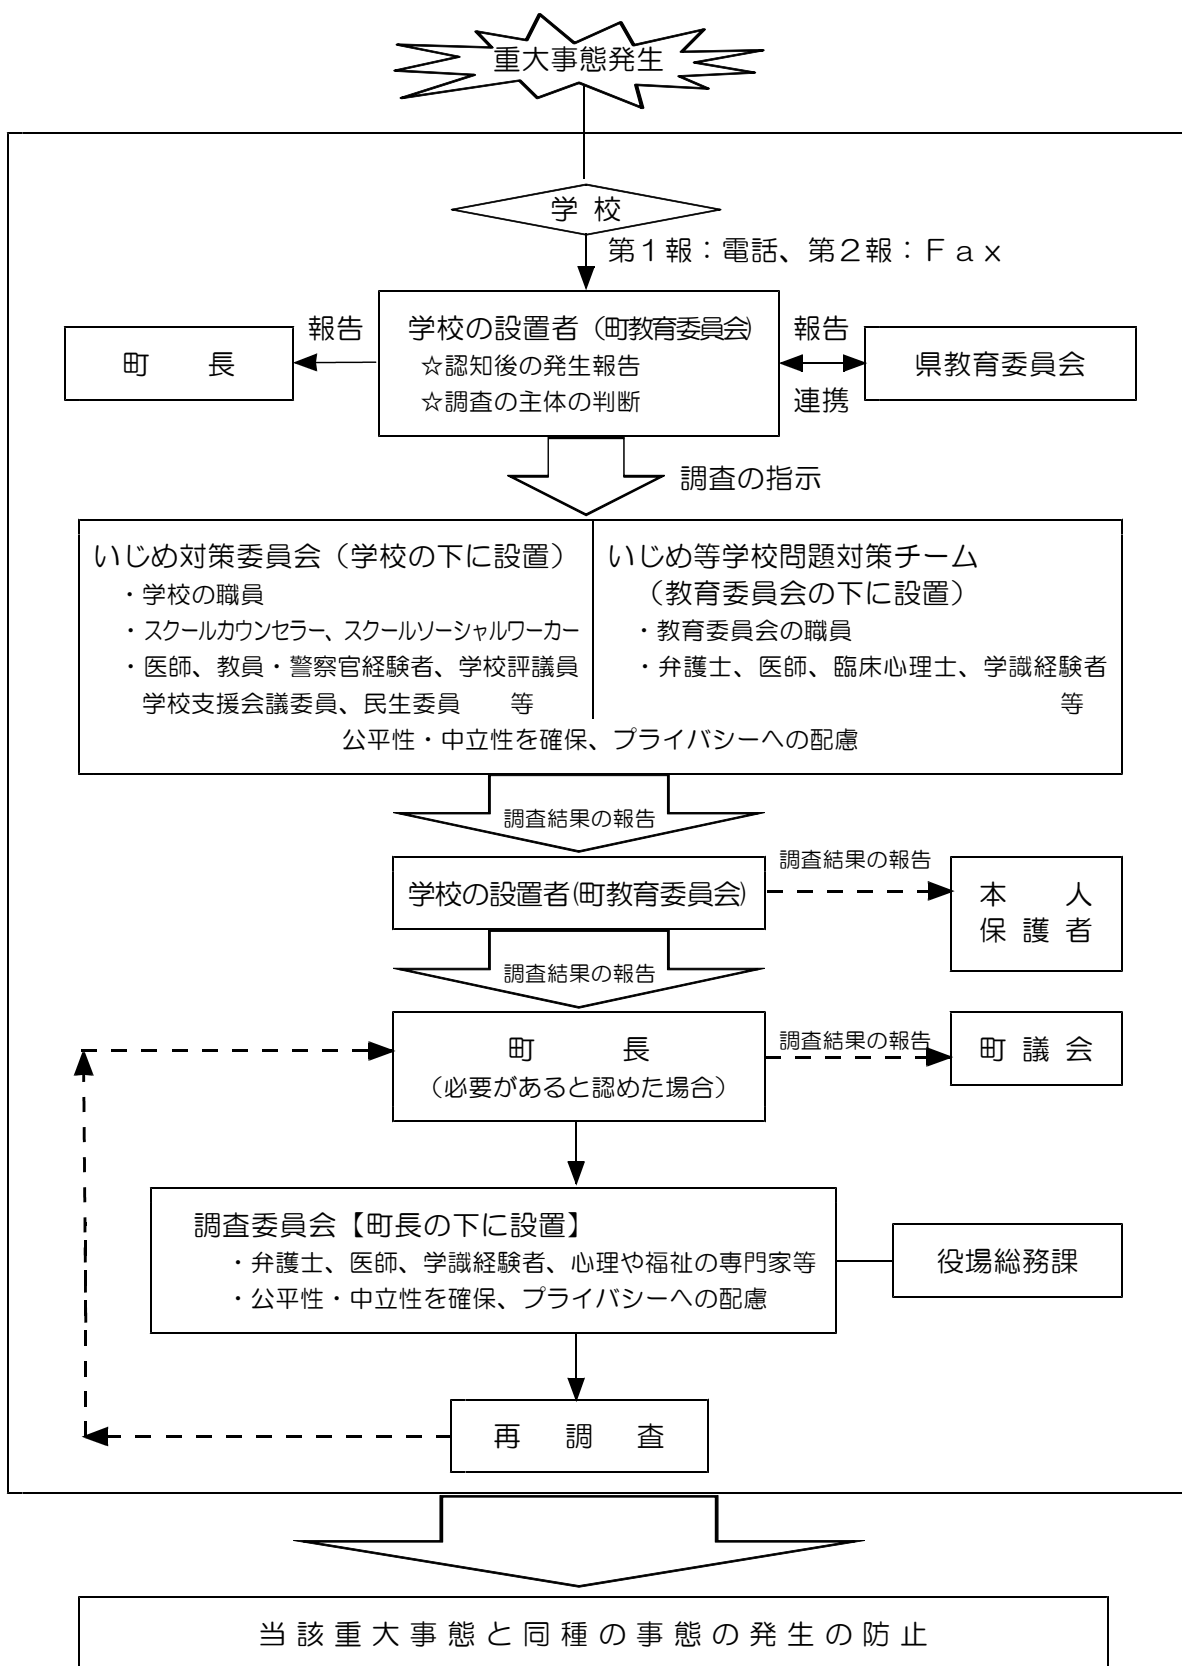 重大事態発生
学校
第1報：電話、第2報：Fax
学校の設置者（町教育委員会）
☆認知後の発生報告
☆調査の主体の判断
報告
町　長
報告
連携
県教育委員会
調査の指示
いじめ対策委員会（学校の下に設置）
・学校の職員
・スクールカウンセラー、スクールソーシャルワーカー
・医師、教員・警察官経験者、学校評議員
学校支援会議委員、民生委員　等
いじめ等学校問題対策チーム
（教育委員会の下に設置）
・教育委員会の職員
・弁護士、医師、臨床心理士、学識経験者
等
公平性・中立性を確保、プライバシーへの配慮
調査結果の報告
学校の設置者(町教育委員会)
調査結果の報告
本　人
保護者
調査結果の報告
町　長
（必要があると認めた場合）
調査結果の報告
町議会
調査委員会【町長の下に設置】
・弁護士、医師、学識経験者、心理や福祉の専門家等
・公平性・中立性を確保、プライバシーへの配慮
役場総務課
再調査
当該重大事態と同種の事態の発生の防止